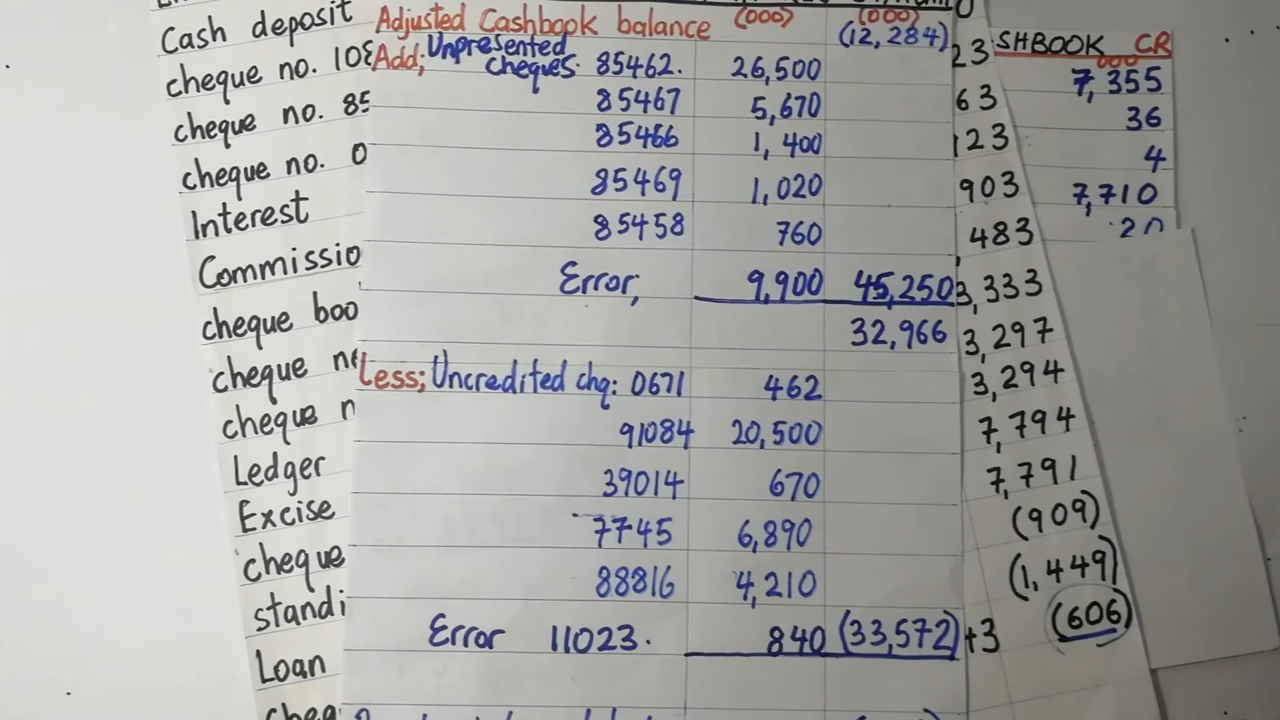 Cash deposit
cheque no. 108
cheque no. 85
cheque no. 0
Interest
Commissio
cheque boo
cheque
cheque n
Ledger
Excise
cheque
standi
Loan
Adjusted Cashbook balance (000) (000)
(12,284)
Add; Unpresented
cheques: 85462. 26,500
85467 5,670
85466 1,400
85469 1,020
85458 760
Error; 9,900 45,250
32,966
Less; Uncredited chq: 0671 462
91084 20,500
39014 670
7745 6,890
88816 4,210
Error 11023. 840 (33,572)
23
63
123
903
483
3,333
3,297
3,294
7,794
7,791
(909)
(1,449)
+3 (606)
SHBOOK CR
000
7,355
36
4
7,710
20